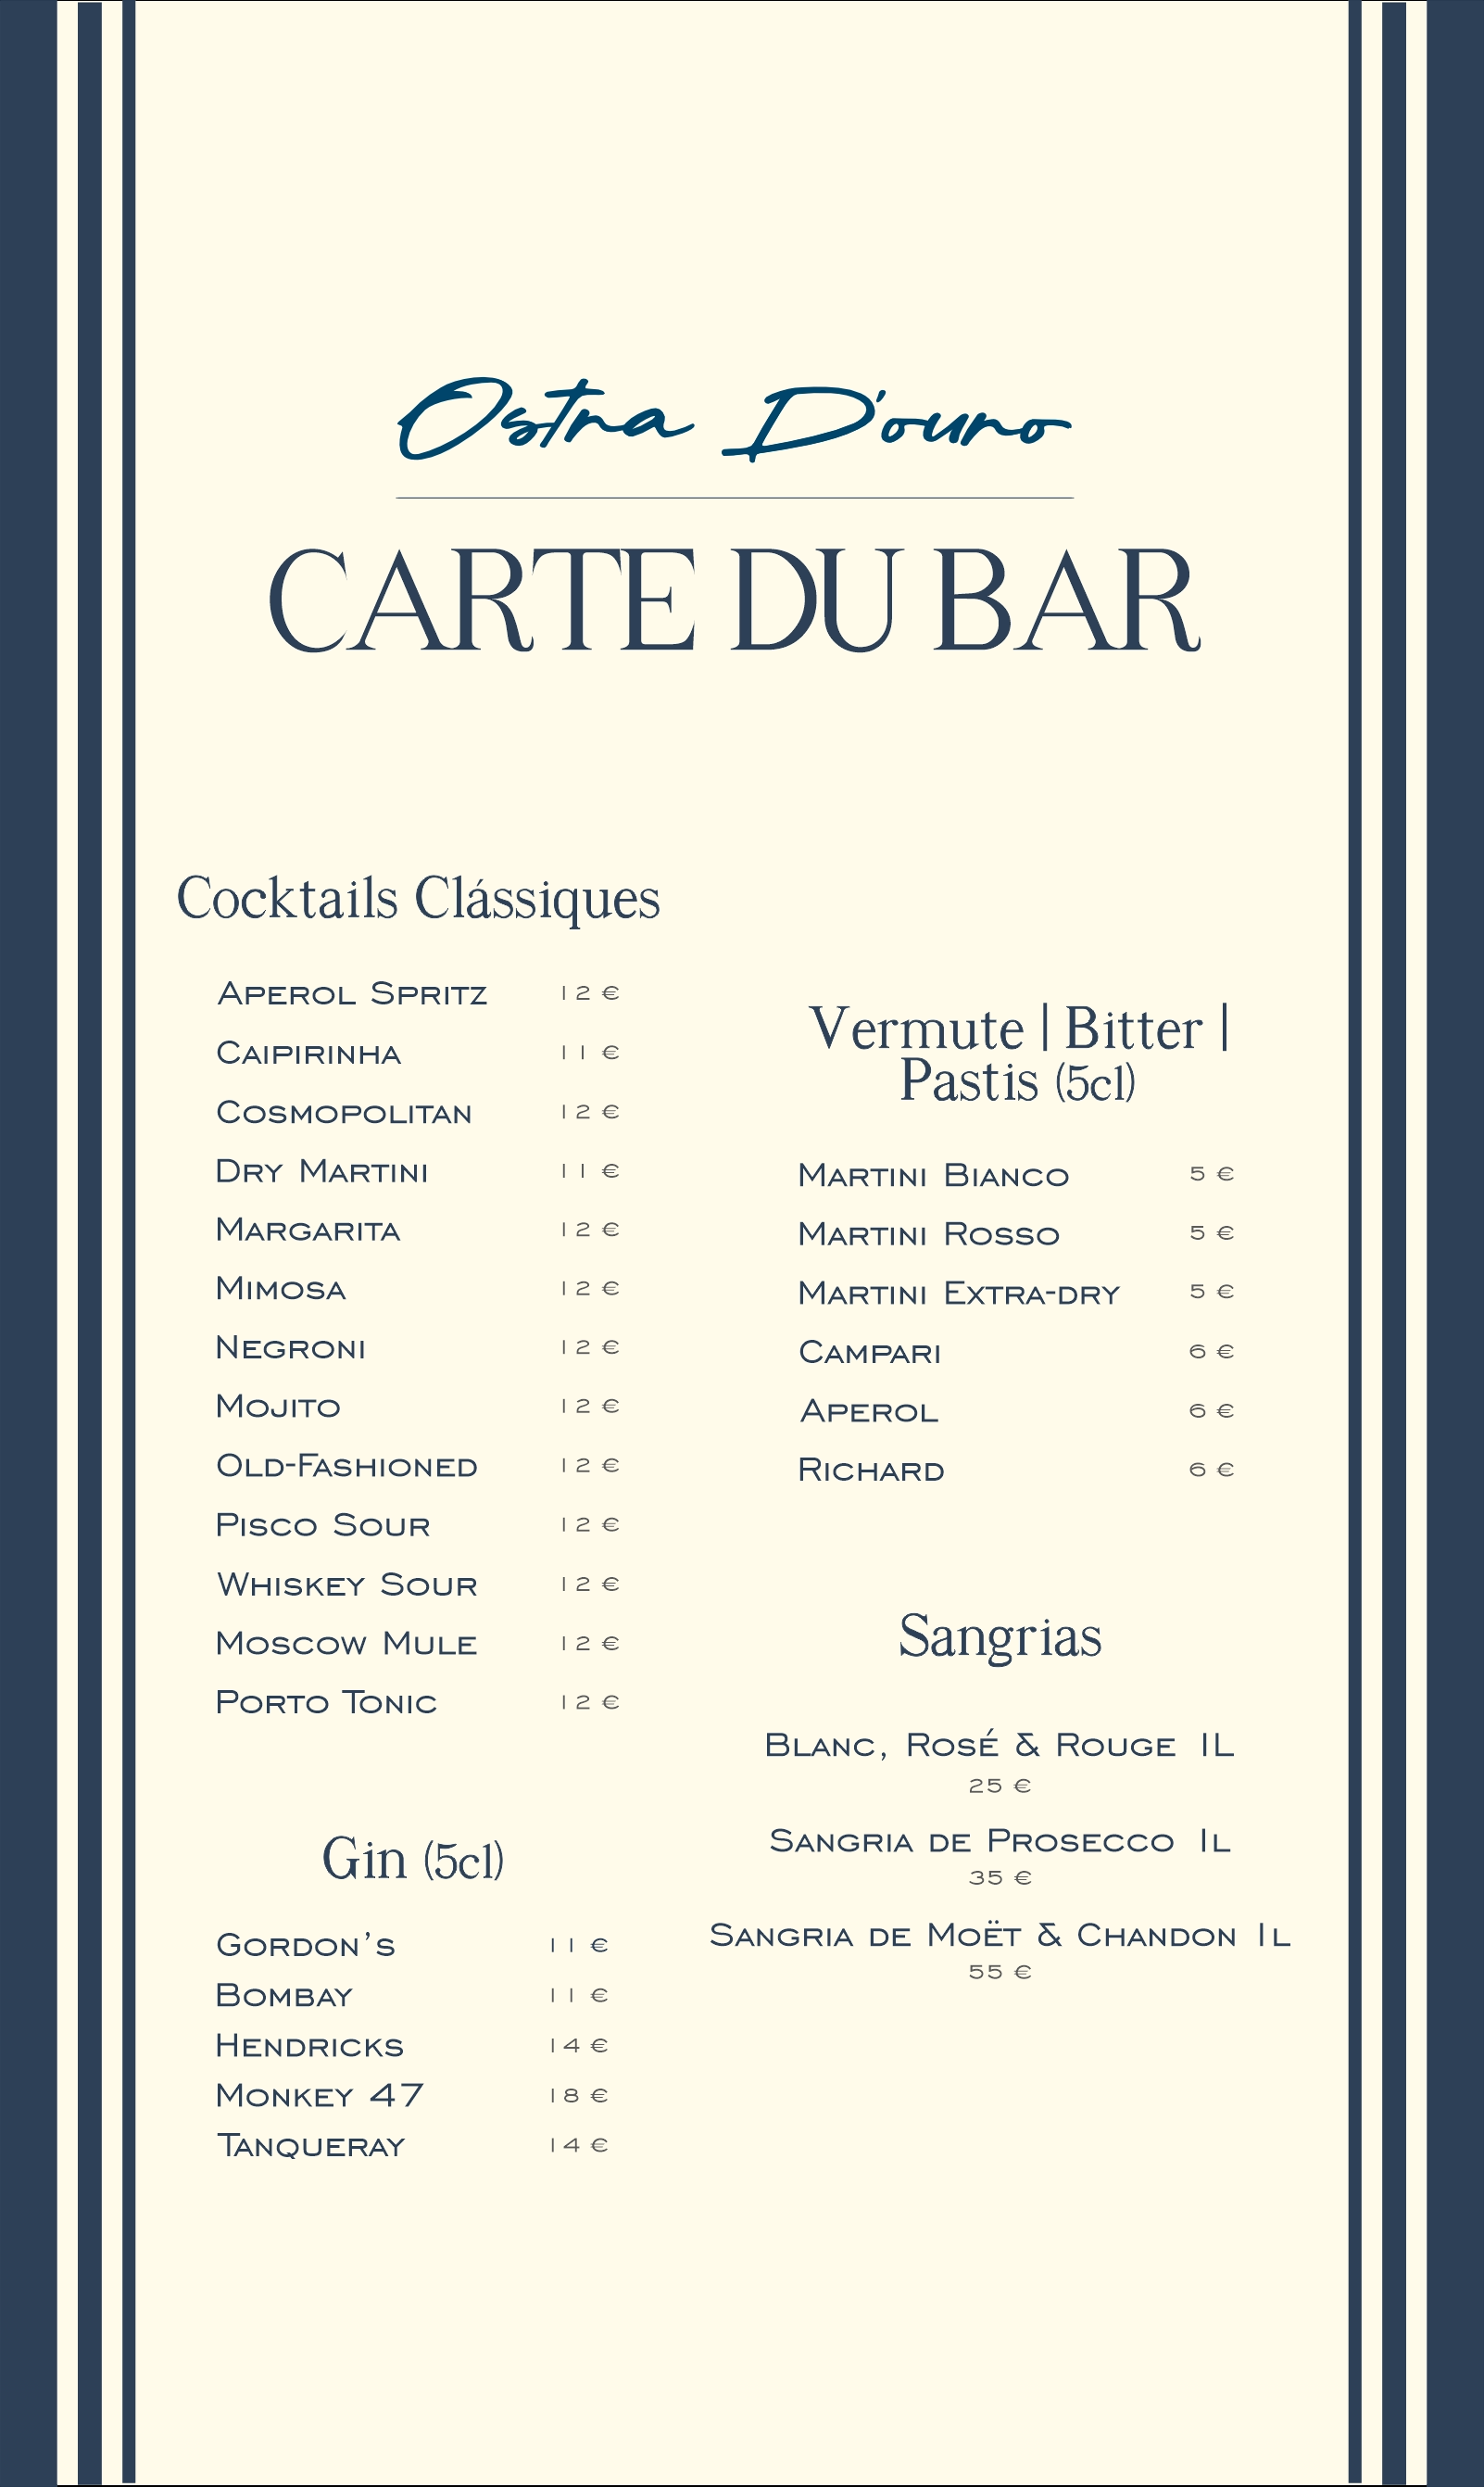 Ostra D'ouro
CARTE DU BAR
Cocktails Clássiques
Aperol Spritz 12 €
Caipirinha 11 €
Cosmopolitan 12 €
Dry Martini 11 €
Margarita 12 €
Mimosa 12 €
Negroni 12 €
Mojito 12 €
Old-Fashioned 12 €
Pisco Sour 12 €
Whiskey Sour 12 €
Moscow Mule 12 €
Porto Tonic 12 €
Gin (5cl)
Gordon's 11 €
Bombay 11 €
Hendricks 14 €
Monkey 47 18 €
Tanqueray 14 €
Vermute | Bitter |
Pastis (5cl)
Martini Bianco 5 €
Martini Rosso 5 €
Martini Extra-dry 5 €
Campari 6 €
Aperol 6 €
Richard 6 €
Sangrias
Blanc, Rosé & Rouge 1L
25 €
Sangria de Prosecco 1L
35 €
Sangria de Moët & Chandon 1L
55 €